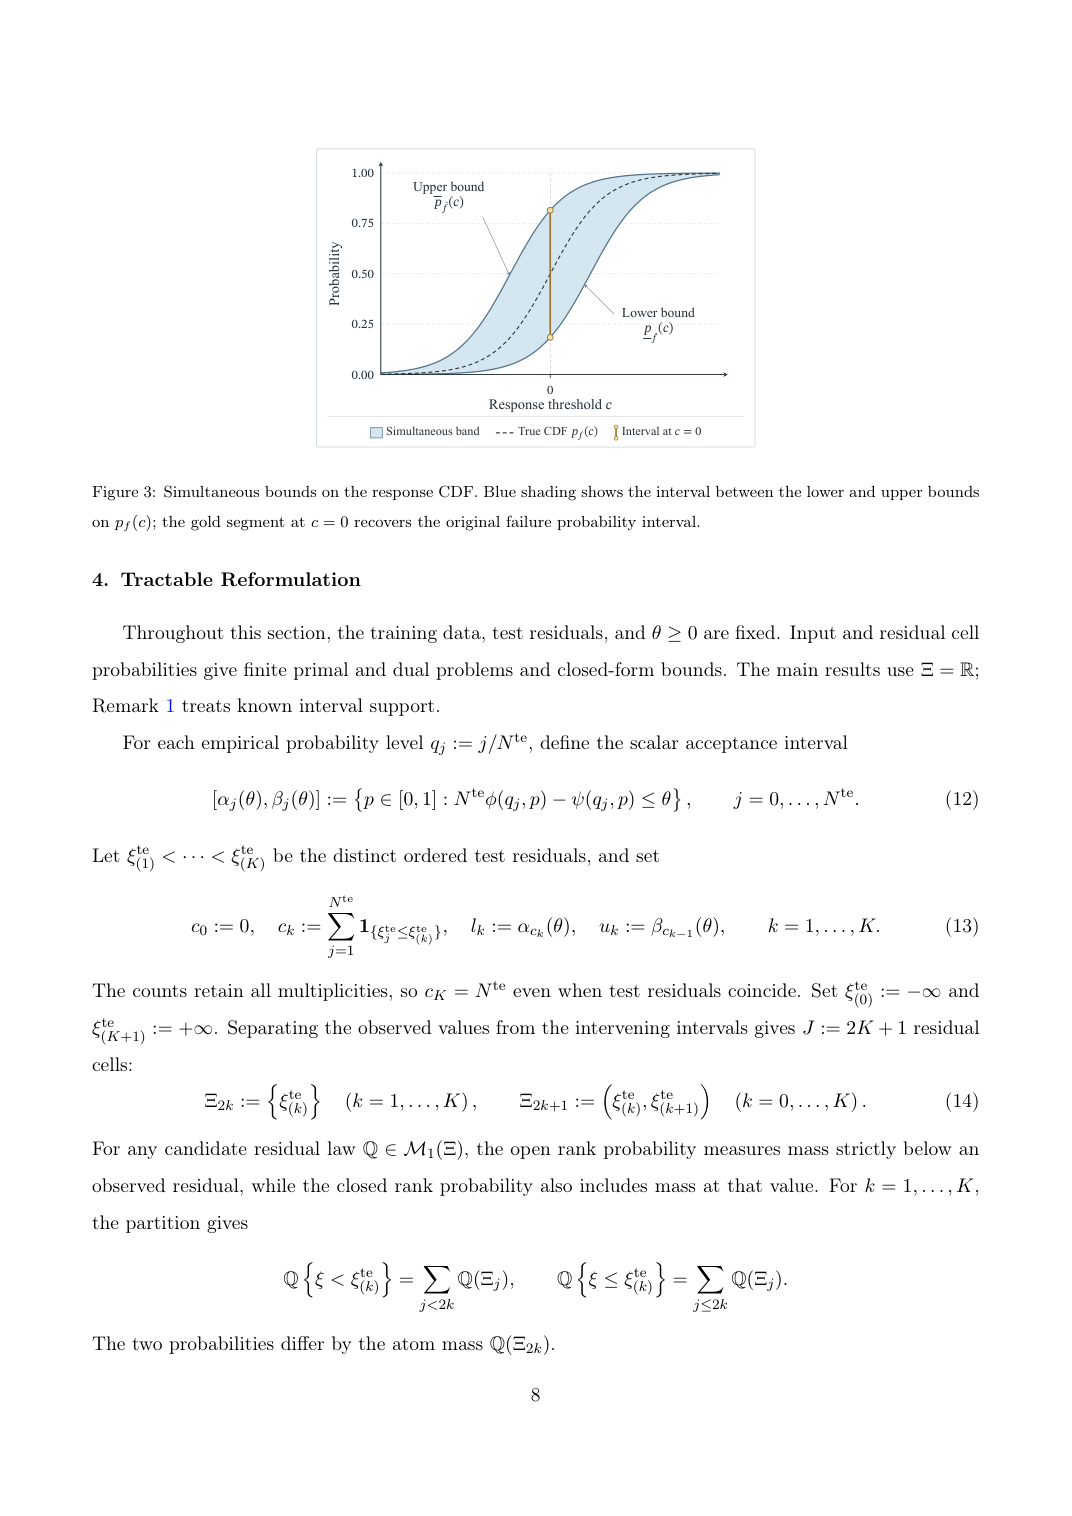 1.00
0.75
0.50
0.25
0.00
Probability
Upper bound
p̅_f̂(c)
Lower bound
p̲_f̂(c)
0
Response threshold c
Simultaneous band
True CDF p_f(c)
Interval at c = 0
Figure 3: Simultaneous bounds on the response CDF. Blue shading shows the interval between the lower and upper bounds
on p_f(c); the gold segment at c = 0 recovers the original failure probability interval.
4. Tractable Reformulation
Throughout this section, the training data, test residuals, and θ ≥ 0 are fixed. Input and residual cell
probabilities give finite primal and dual problems and closed-form bounds. The main results use Ξ = ℝ;
Remark 1 treats known interval support.
For each empirical probability level q_j := j/N^te, define the scalar acceptance interval
[α_j(θ), β_j(θ)] := {p ∈ [0, 1] : N^te ϕ(q_j, p) − ψ(q_j, p) ≤ θ}, j = 0, . . . , N^te. (12)
Let ξ^te_(1) < · · · < ξ^te_(K) be the distinct ordered test residuals, and set
c_0 := 0, c_k := ∑_{j=1}^{N^te} 1_{ξ^te_j ≤ ξ^te_(k)}, l_k := α_{c_k}(θ), u_k := β_{c_{k−1}}(θ), k = 1, . . . , K. (13)
The counts retain all multiplicities, so c_K = N^te even when test residuals coincide. Set ξ^te_(0) := −∞ and
ξ^te_(K+1) := +∞. Separating the observed values from the intervening intervals gives J := 2K + 1 residual
cells:
Ξ_{2k} := {ξ^te_(k)} (k = 1, . . . , K), Ξ_{2k+1} := (ξ^te_(k), ξ^te_(k+1)) (k = 0, . . . , K). (14)
For any candidate residual law ℚ ∈ ℳ_1(Ξ), the open rank probability measures mass strictly below an
observed residual, while the closed rank probability also includes mass at that value. For k = 1, . . . , K,
the partition gives
ℚ{ξ < ξ^te_(k)} = ∑_{j<2k} ℚ(Ξ_j), ℚ{ξ ≤ ξ^te_(k)} = ∑_{j≤2k} ℚ(Ξ_j).
The two probabilities differ by the atom mass ℚ(Ξ_{2k}).
8